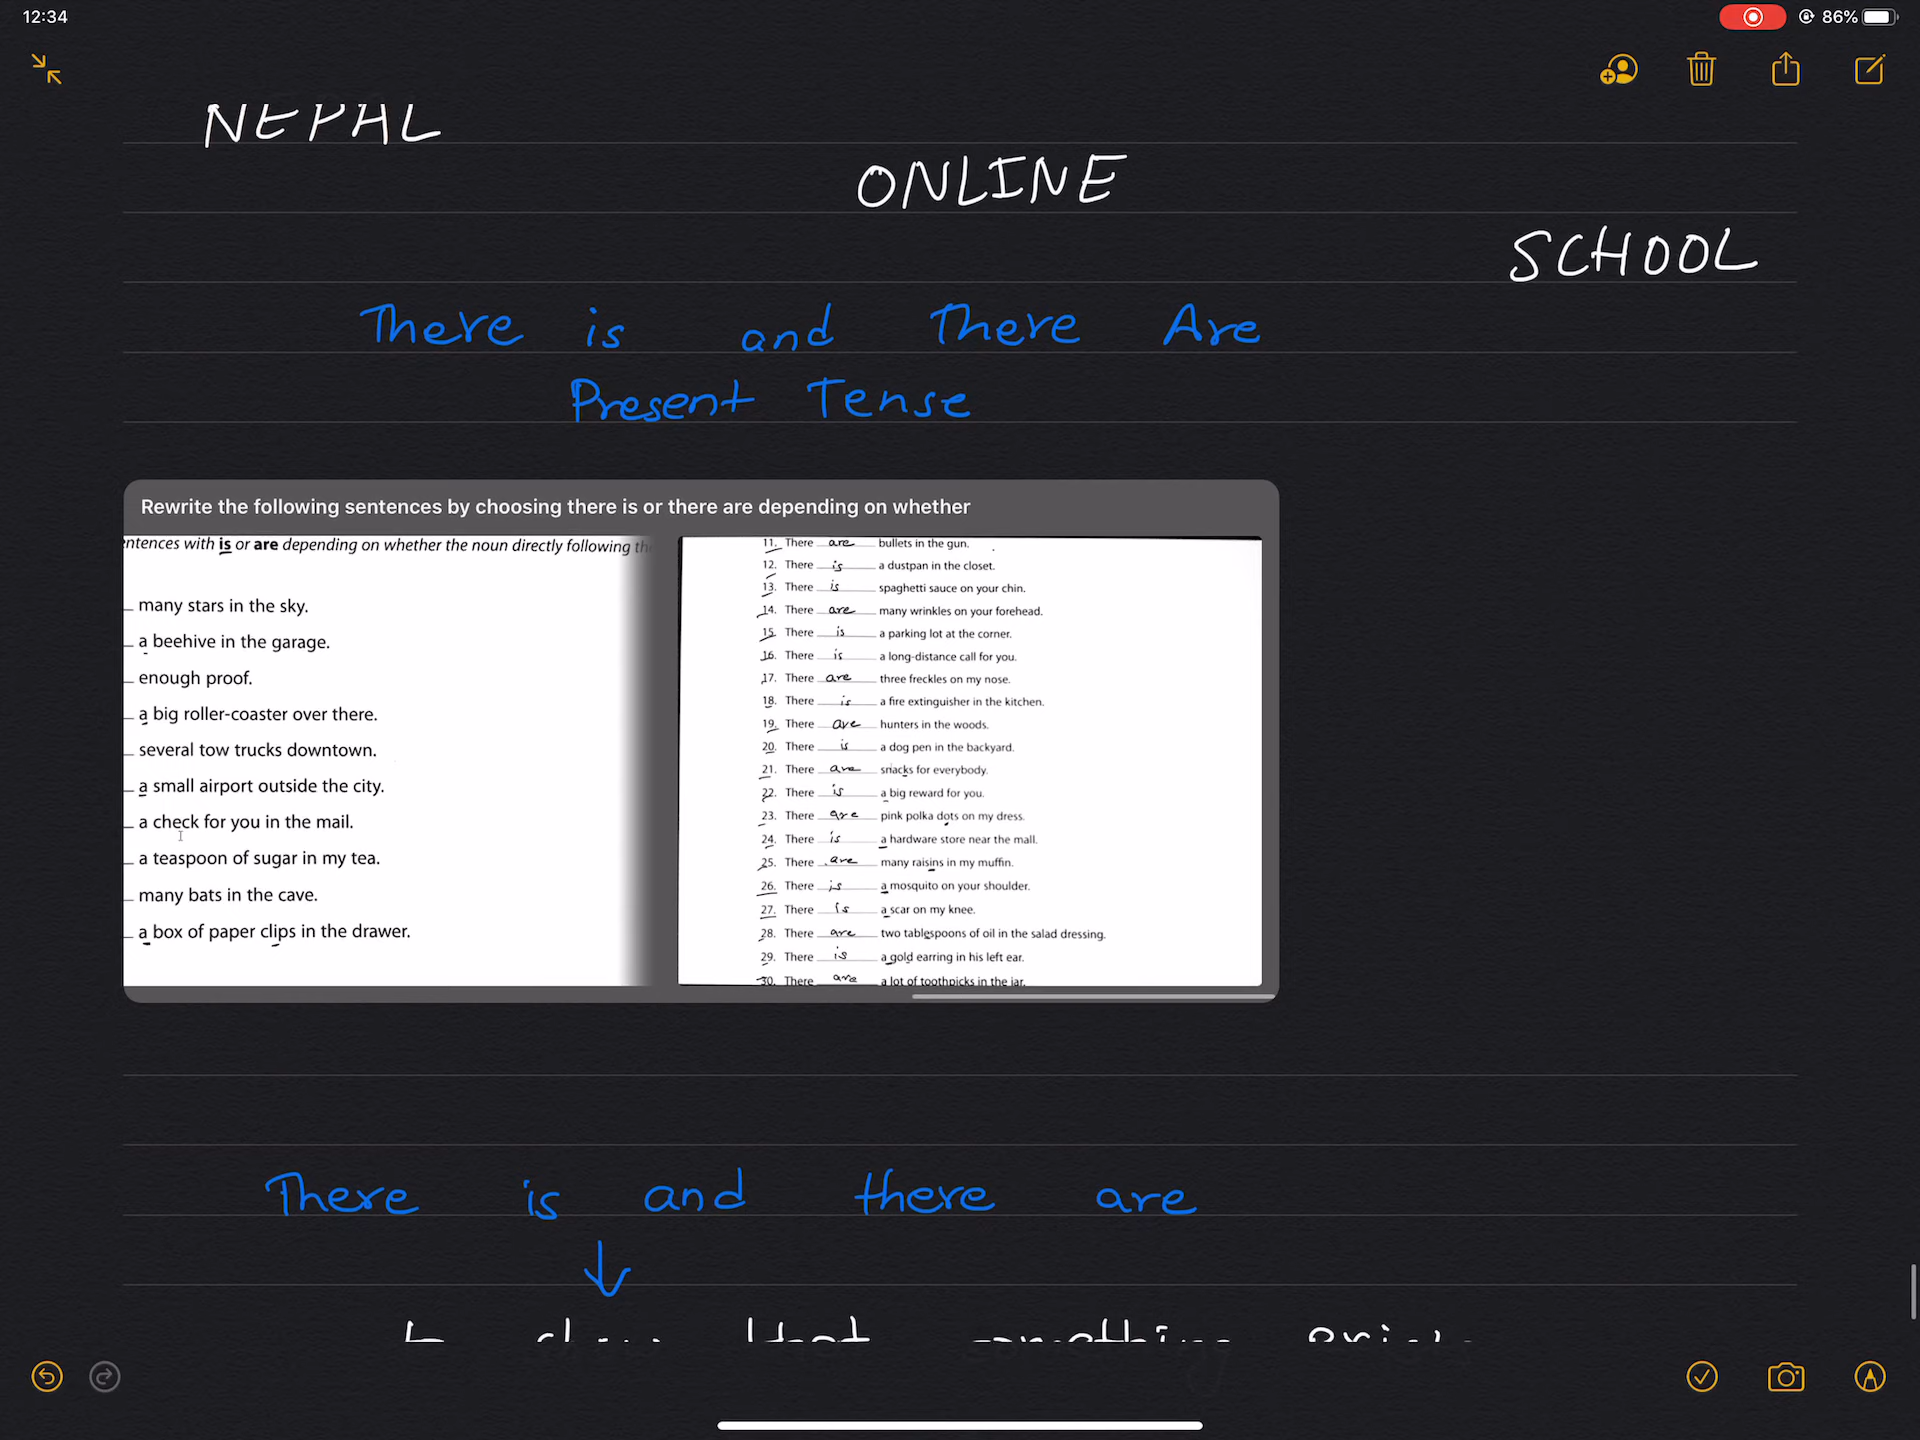 12:34
86%
NEPAL
ONLINE
SCHOOL
There is and There Are
Present Tense
Rewrite the following sentences by choosing there is or there are depending on whether
entences with is or are depending on whether the noun directly following th
many stars in the sky.
a beehive in the garage.
enough proof.
a big roller-coaster over there.
several tow trucks downtown.
a small airport outside the city.
a check for you in the mail.
a teaspoon of sugar in my tea.
many bats in the cave.
a box of paper clips in the drawer.
11. There are bullets in the gun.
12. There is a dustpan in the closet.
13. There is spaghetti sauce on your chin.
14. There are many wrinkles on your forehead.
15. There is a parking lot at the corner.
16. There is a long-distance call for you.
17. There are three freckles on my nose.
18. There is a fire extinguisher in the kitchen.
19. There are hunters in the woods.
20. There is a dog pen in the backyard.
21. There are snacks for everybody.
22. There is a big reward for you.
23. There are pink polka dots on my dress.
24. There is a hardware store near the mall.
25. There are many raisins in my muffin.
26. There is a mosquito on your shoulder.
27. There is a scar on my knee.
28. There are two tablespoons of oil in the salad dressing.
29. There is a gold earring in his left ear.
30. There are a lot of toothpicks in the jar.
There is and there are
something